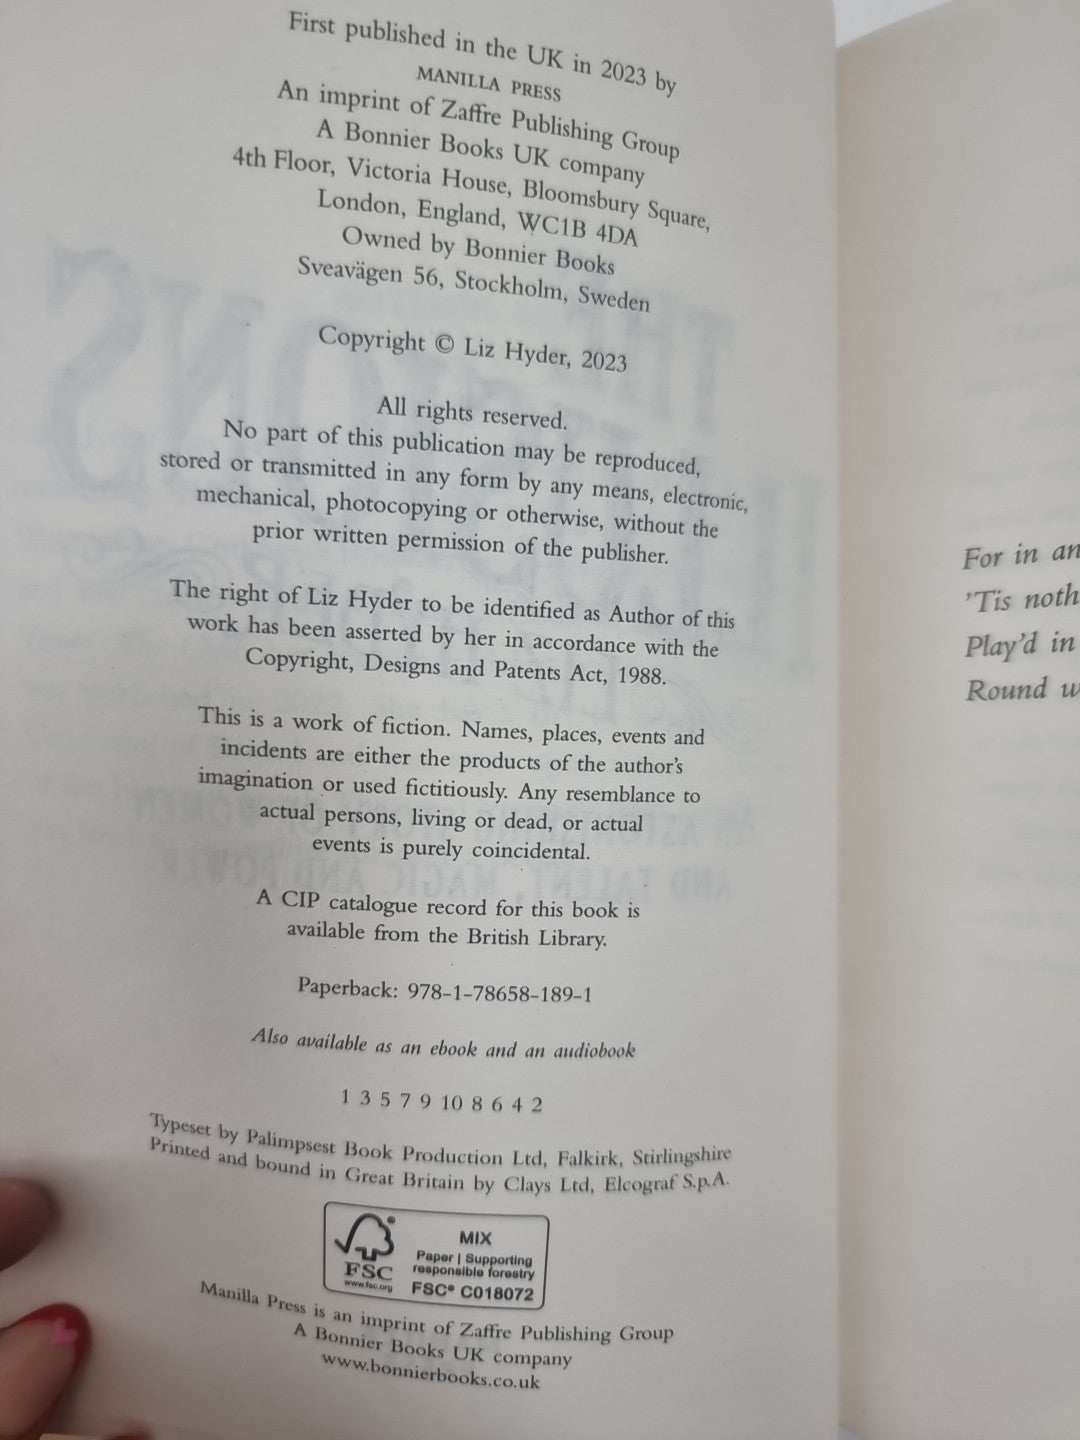 First published in the UK in 2023 by
MANILLA PRESS
An imprint of Zaffre Publishing Group
A Bonnier Books UK company
4th Floor, Victoria House, Bloomsbury Square,
London, England, WC1B 4DA
Owned by Bonnier Books
Sveavägen 56, Stockholm, Sweden
Copyright © Liz Hyder, 2023
All rights reserved.
No part of this publication may be reproduced,
stored or transmitted in any form by any means, electronic,
mechanical, photocopying or otherwise, without the
prior written permission of the publisher.
The right of Liz Hyder to be identified as Author of this
work has been asserted by her in accordance with the
Copyright, Designs and Patents Act, 1988.
This is a work of fiction. Names, places, events and
incidents are either the products of the author's
imagination or used fictitiously. Any resemblance to
actual persons, living or dead, or actual
events is purely coincidental.
A CIP catalogue record for this book is
available from the British Library.
Paperback: 978–1–78658–189–1
Also available as an ebook and an audiobook
1 3 5 7 9 10 8 6 4 2
Typeset by Palimpsest Book Production Ltd, Falkirk, Stirlingshire
Printed and bound in Great Britain by Clays Ltd, Elcograf S.p.A.
FSC
www.fsc.org
MIX
Paper | Supporting
responsible forestry
FSC® C018072
Manilla Press is an imprint of Zaffre Publishing Group
A Bonnier Books UK company
www.bonnierbooks.co.uk
For in
'Tis
Play'd in
Round